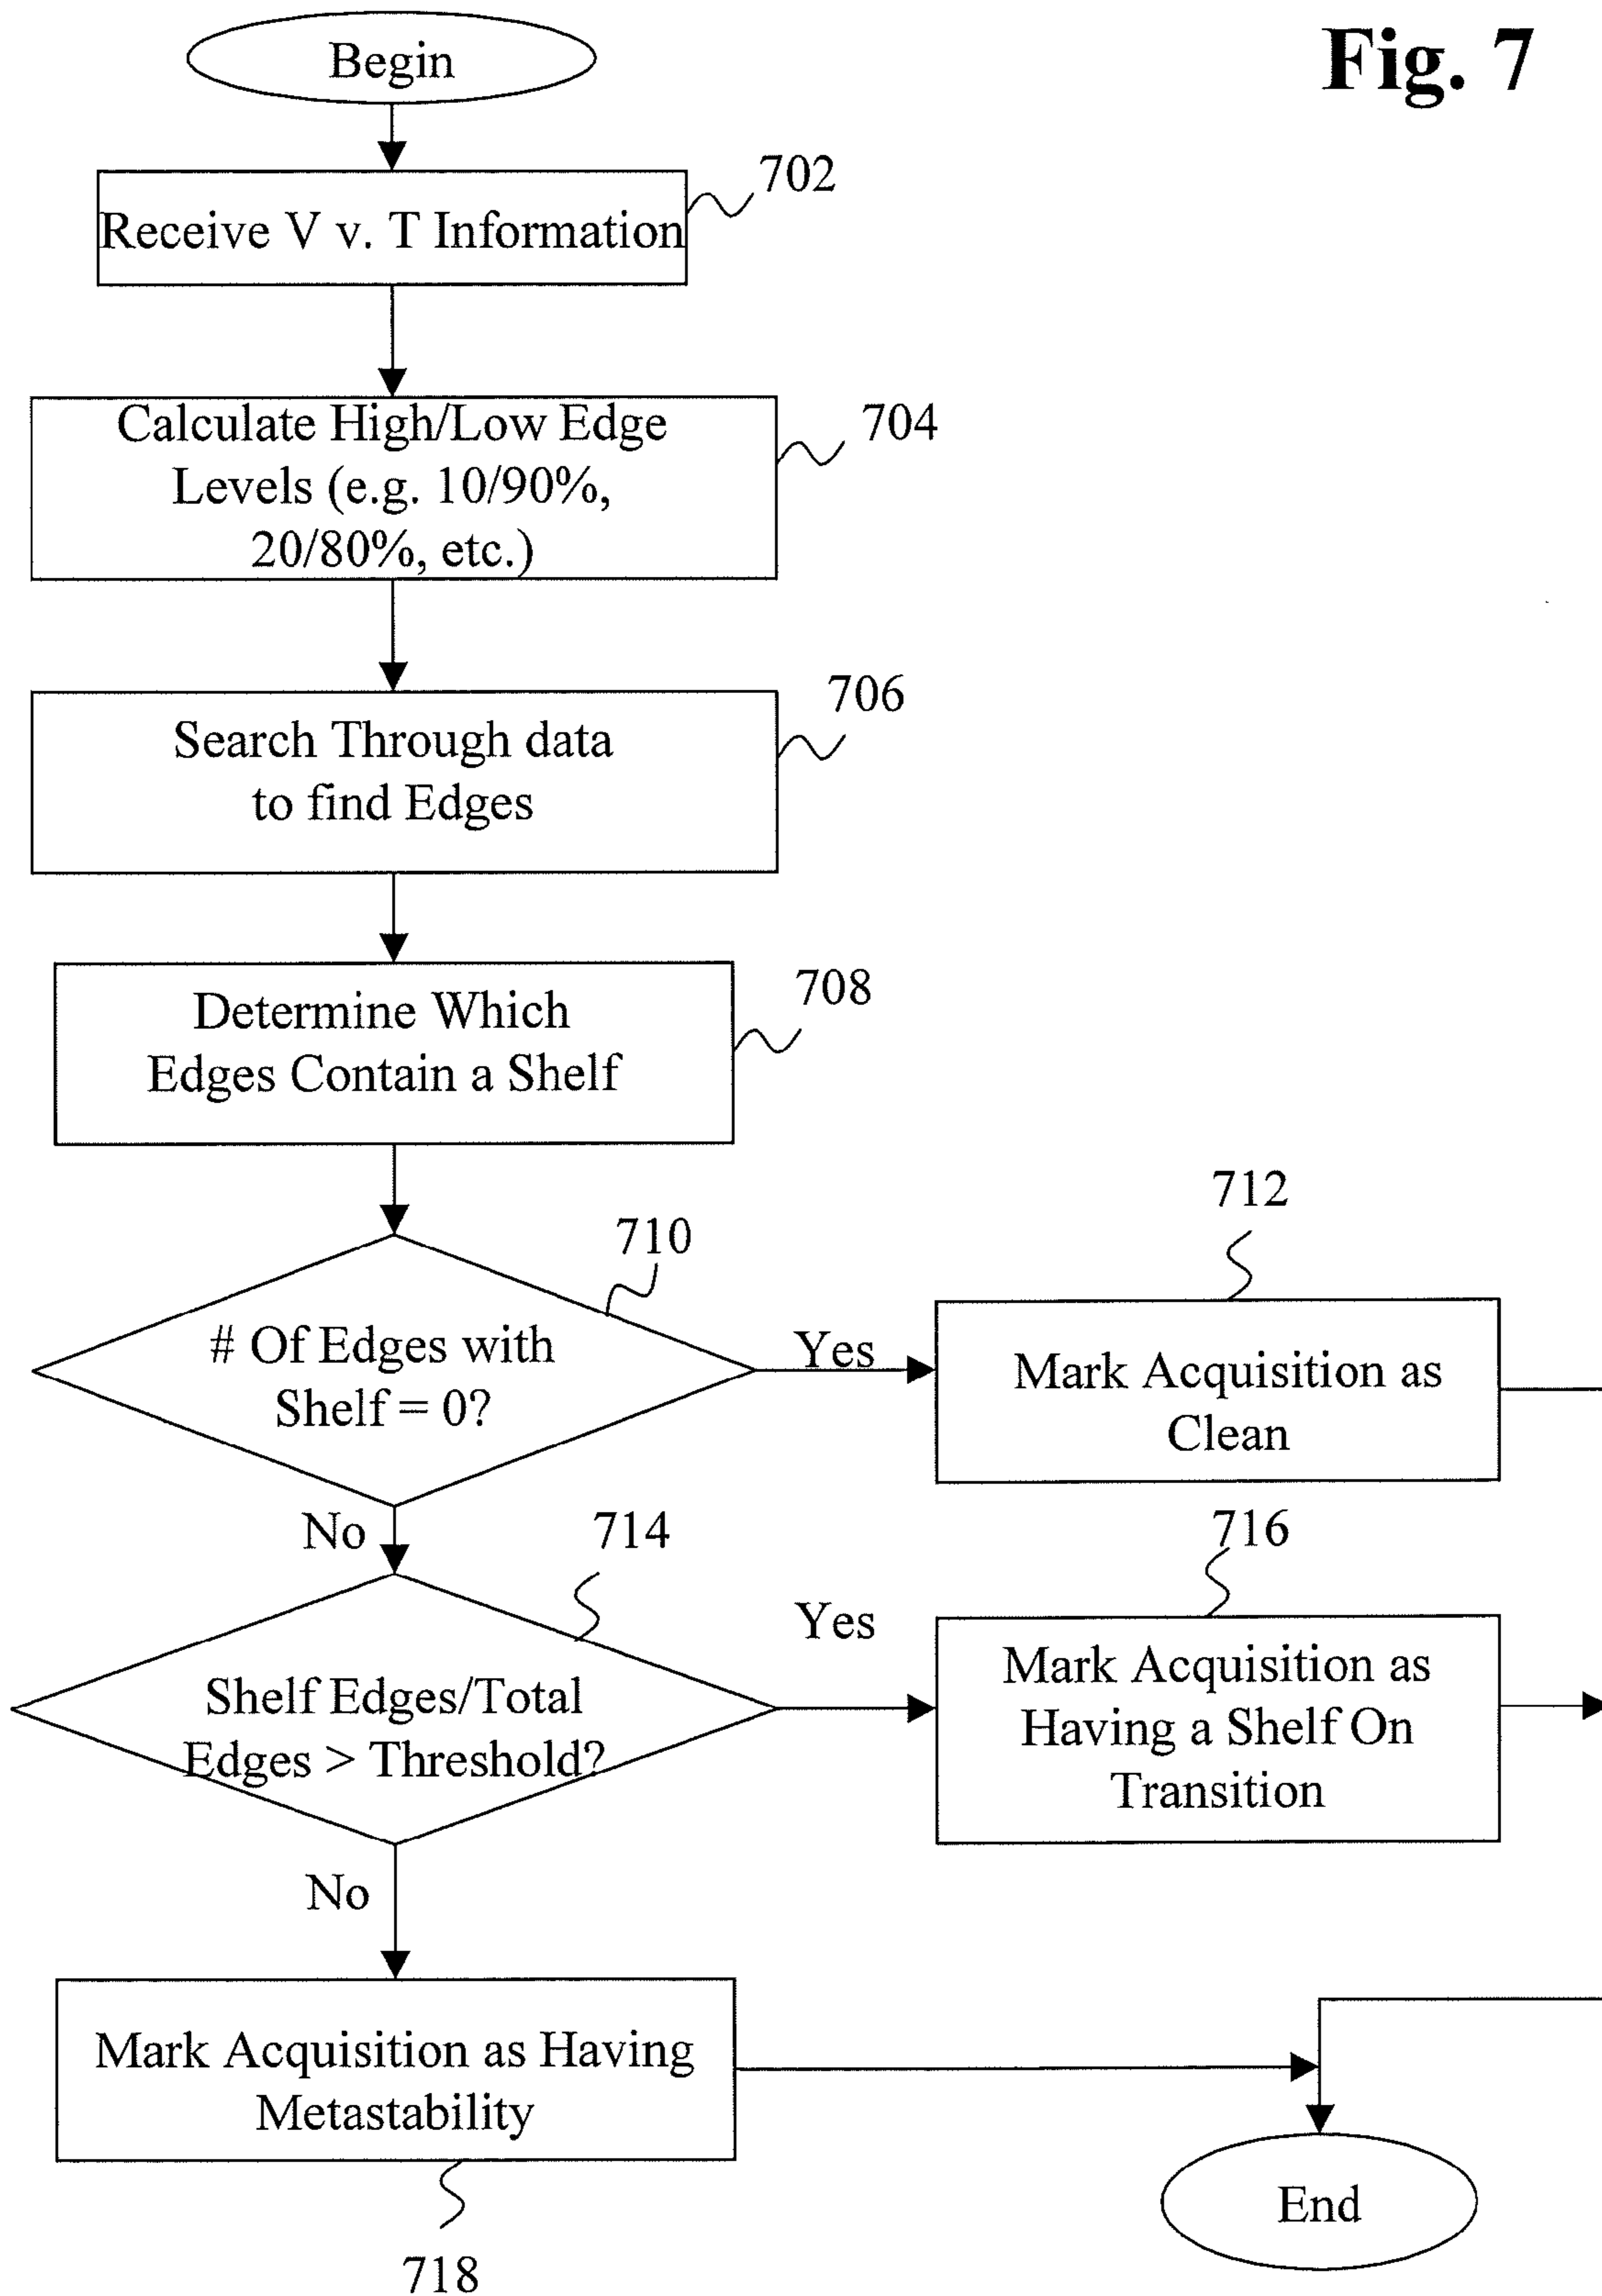 Fig. 7
Begin
702
Receive V v. T Information
704
Calculate High/Low Edge
Levels (e.g. 10/90%,
20/80%, etc.)
706
Search Through data
to find Edges
708
Determine Which
Edges Contain a Shelf
710
# Of Edges with
Shelf = 0?
Yes
712
Mark Acquisition as
Clean
No
714
Shelf Edges/Total
Edges > Threshold?
Yes
716
Mark Acquisition as
Having a Shelf On
Transition
No
Mark Acquisition as Having
Metastability
718
End